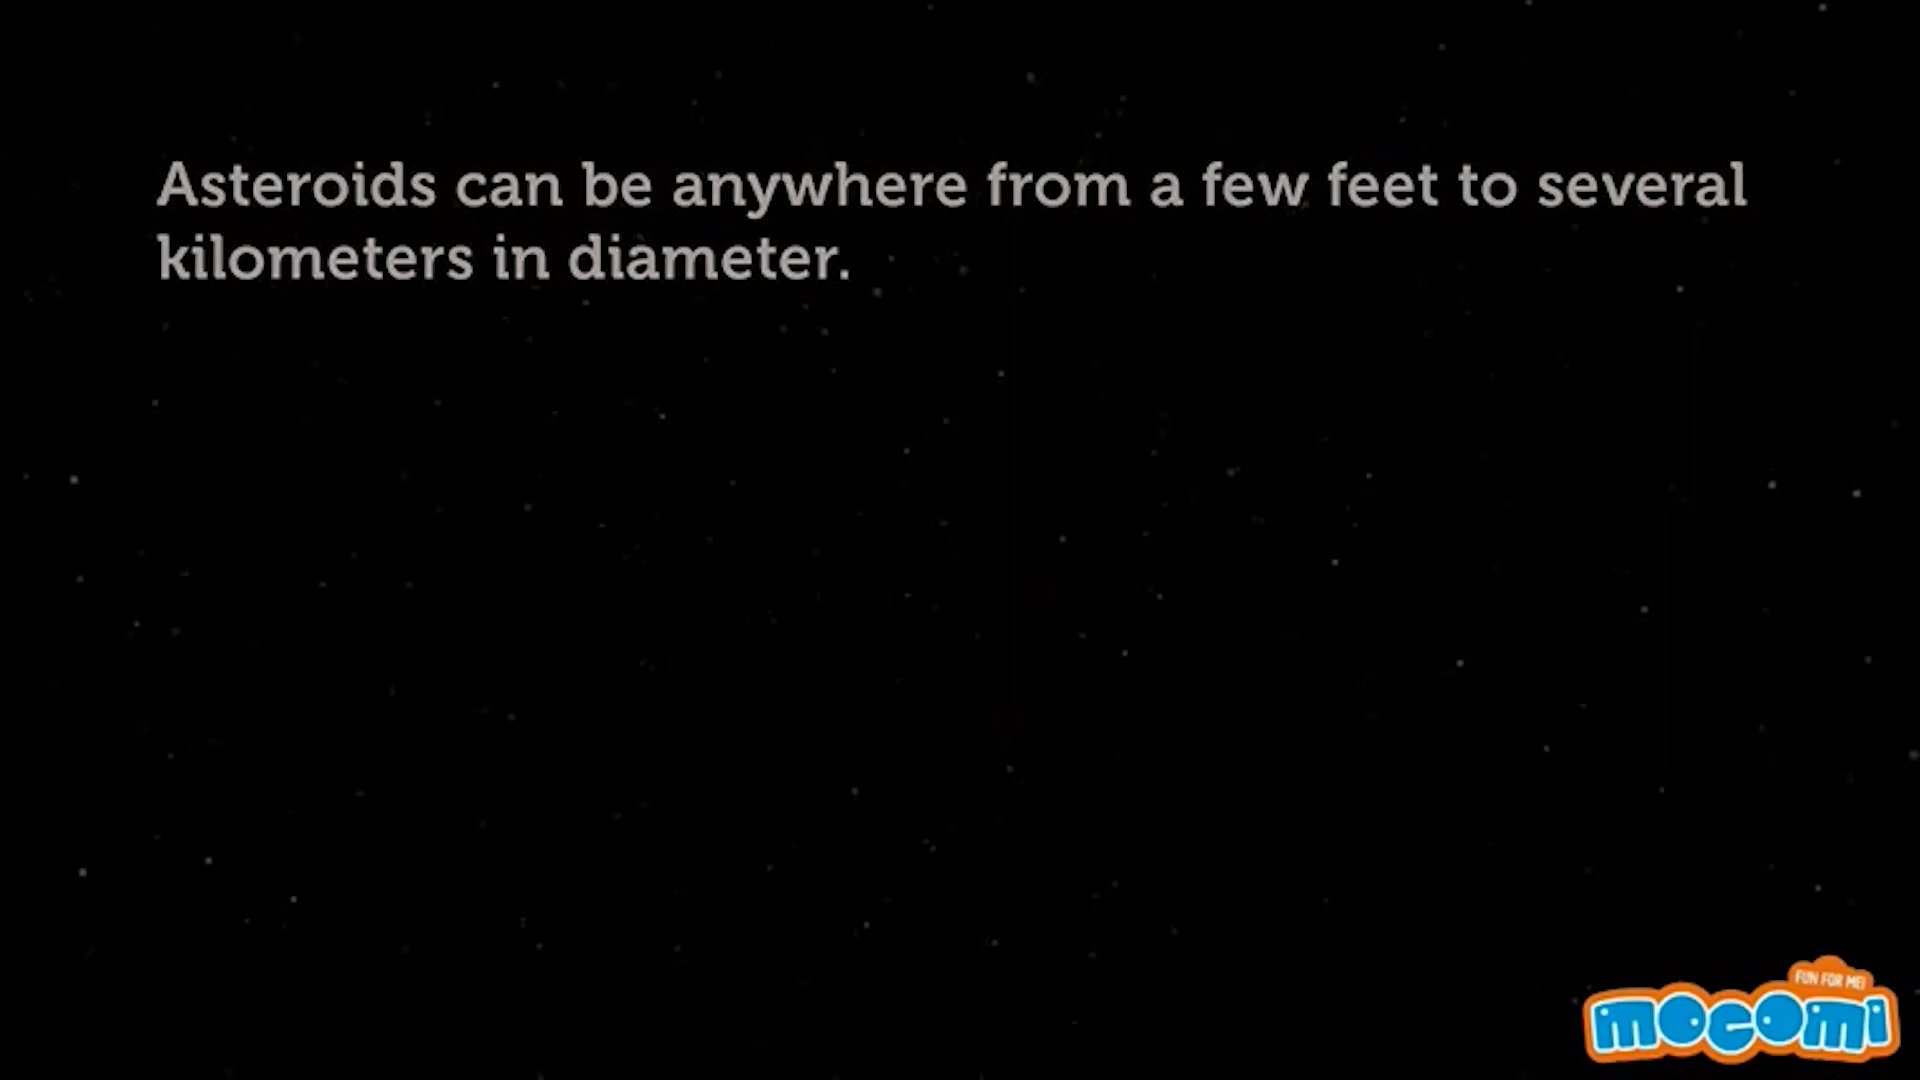 Asteroids can be anywhere from a few feet to several
kilometers in diameter.
FUN FOR ME!
mocomi